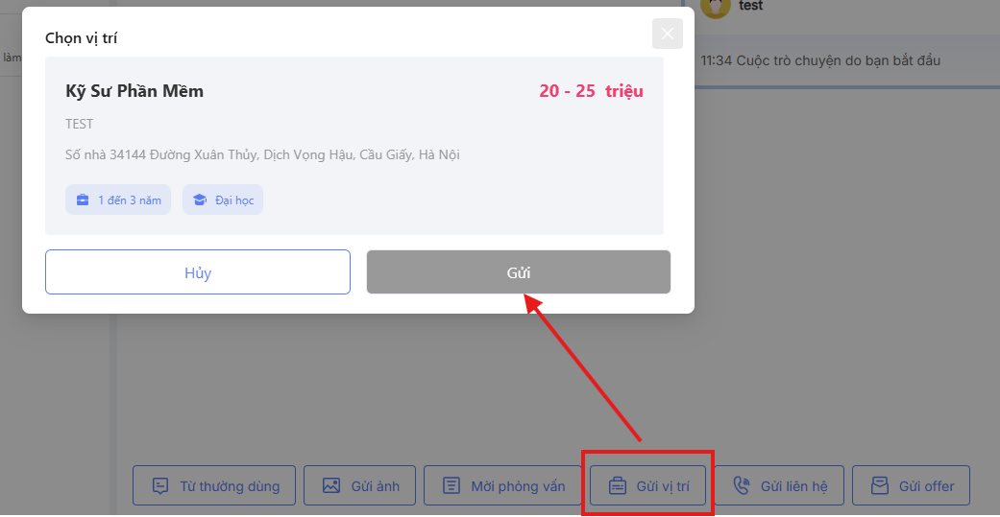 test
Chọn vị trí
làm
11:34 Cuộc trò chuyện do bạn bắt đầu
Kỹ Sư Phần Mềm
20 - 25 triệu
TEST
Số nhà 34144 Đường Xuân Thủy, Dịch Vọng Hậu, Cầu Giấy, Hà Nội
1 đến 3 năm
Đại học
Hủy
Gửi
Từ thường dùng
Gửi ảnh
Mời phỏng vấn
Gửi vị trí
Gửi liên hệ
Gửi offer